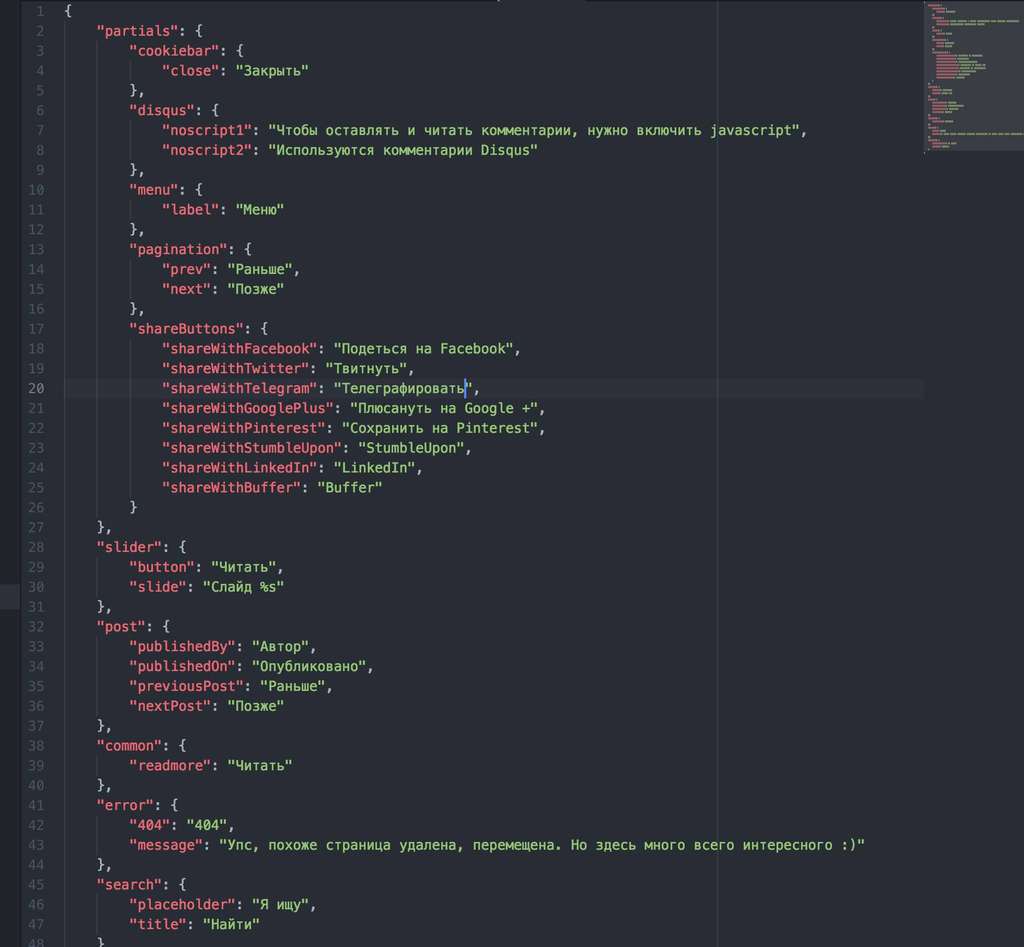 1 {
2 "partials": {
3 "cookiebar": {
4 "close": "Закрыть"
5 },
6 "disqus": {
7 "noscript1": "Чтобы оставлять и читать комментарии, нужно включить javascript",
8 "noscript2": "Используются комментарии Disqus"
9 },
10 "menu": {
11 "label": "Меню"
12 },
13 "pagination": {
14 "prev": "Раньше",
15 "next": "Позже"
16 },
17 "shareButtons": {
18 "shareWithFacebook": "Подеться на Facebook",
19 "shareWithTwitter": "Твитнуть",
20 "shareWithTelegram": "Телеграфировать",
21 "shareWithGooglePlus": "Плюсануть на Google +",
22 "shareWithPinterest": "Сохранить на Pinterest",
23 "shareWithStumbleUpon": "StumbleUpon",
24 "shareWithLinkedIn": "LinkedIn",
25 "shareWithBuffer": "Buffer"
26 }
27 },
28 "slider": {
29 "button": "Читать",
30 "slide": "Слайд %s"
31 },
32 "post": {
33 "publishedBy": "Автор",
34 "publishedOn": "Опубликовано",
35 "previousPost": "Раньше",
36 "nextPost": "Позже"
37 },
38 "common": {
39 "readmore": "Читать"
40 },
41 "error": {
42 "404": "404",
43 "message": "Упс, похоже страница удалена, перемещена. Но здесь много всего интересного :)"
44 },
45 "search": {
46 "placeholder": "Я ищу",
47 "title": "Найти"
48 }